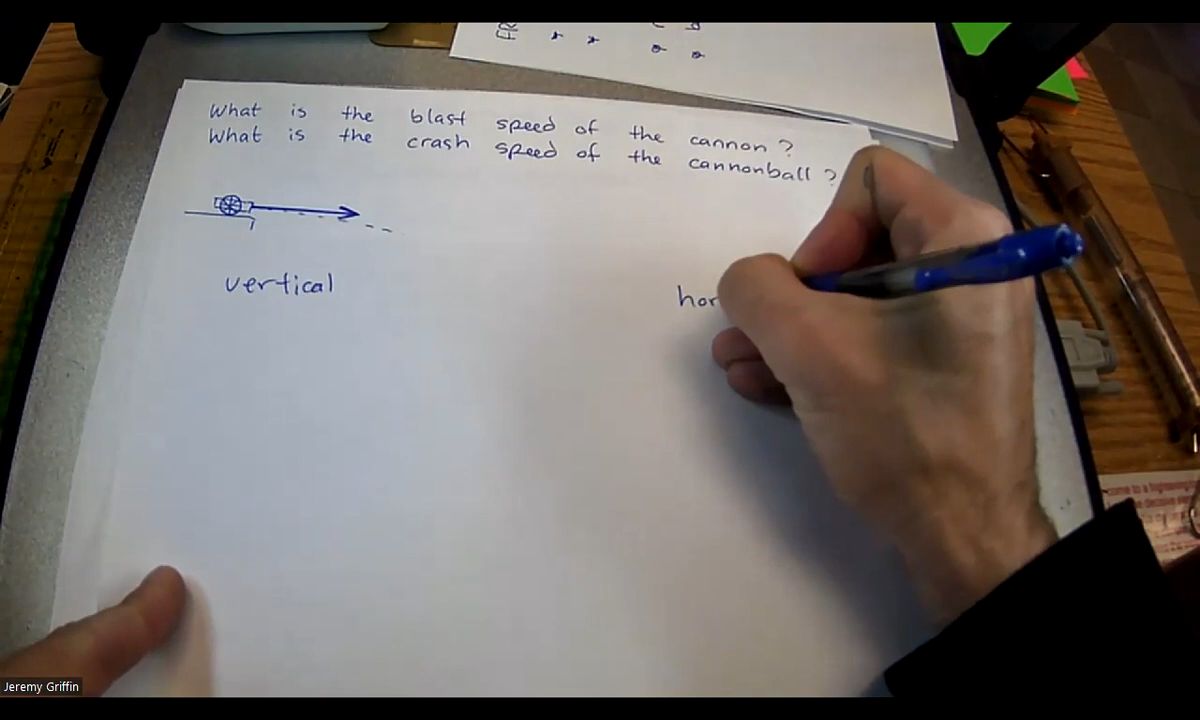 What is the blast speed of the cannon?
What is the crash speed of the cannonball?
vertical
hor
Jeremy Griffin